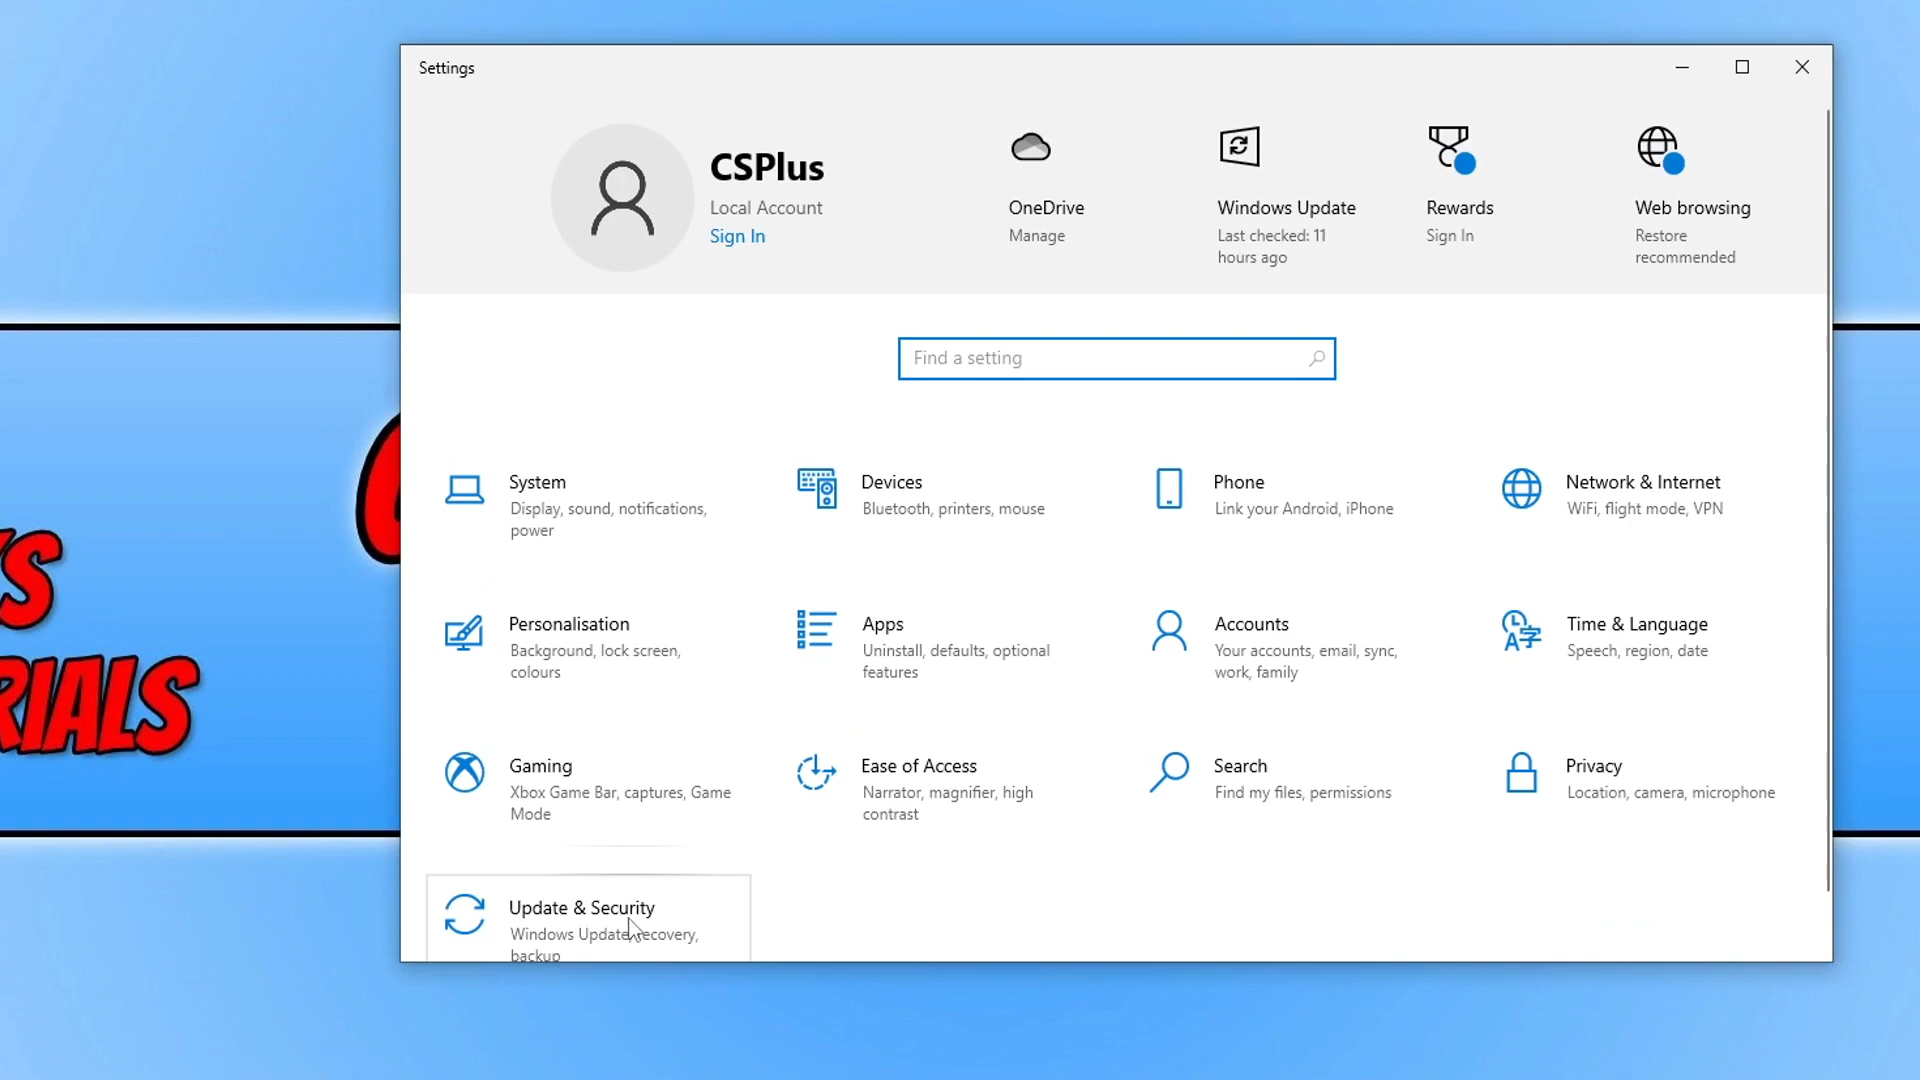 Settings
CSPlus
Local Account
Sign In
OneDrive
Manage
Windows Update
Last checked: 11
hours ago
Rewards
Sign In
Web browsing
Restore
recommended
Find a setting
System
Display, sound, notifications,
power
Devices
Bluetooth, printers, mouse
Phone
Link your Android, iPhone
Network & Internet
WiFi, flight mode, VPN
Personalisation
Background, lock screen,
colours
Apps
Uninstall, defaults, optional
features
Accounts
Your accounts, email, sync,
work, family
Time & Language
Speech, region, date
Gaming
Xbox Game Bar, captures, Game
Mode
Ease of Access
Narrator, magnifier, high
contrast
Search
Find my files, permissions
Privacy
Location, camera, microphone
Update & Security
Windows Update, recovery,
backup
RIALS